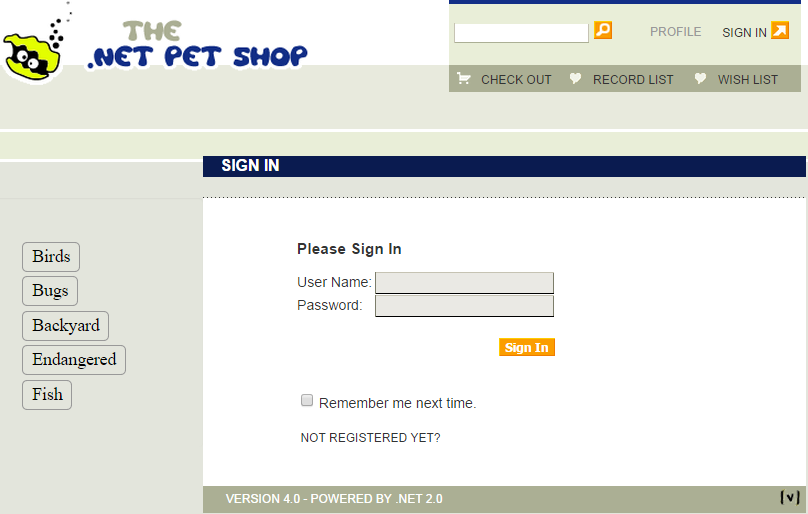 THE
.NET PET SHOP
PROFILE
SIGN IN
CHECK OUT
RECORD LIST
WISH LIST
SIGN IN
Birds
Bugs
Backyard
Endangered
Fish
Please Sign In
User Name:
Password:
Sign In
Remember me next time.
NOT REGISTERED YET?
VERSION 4.0 - POWERED BY .NET 2.0
[v]